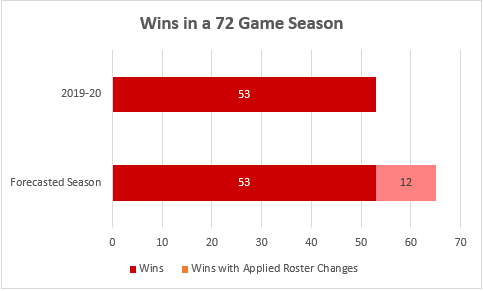 Wins in a 72 Game Season
2019-20
53
Forecasted Season
53 12
0 10 20 30 40 50 60 70
Wins Wins with Applied Roster Changes